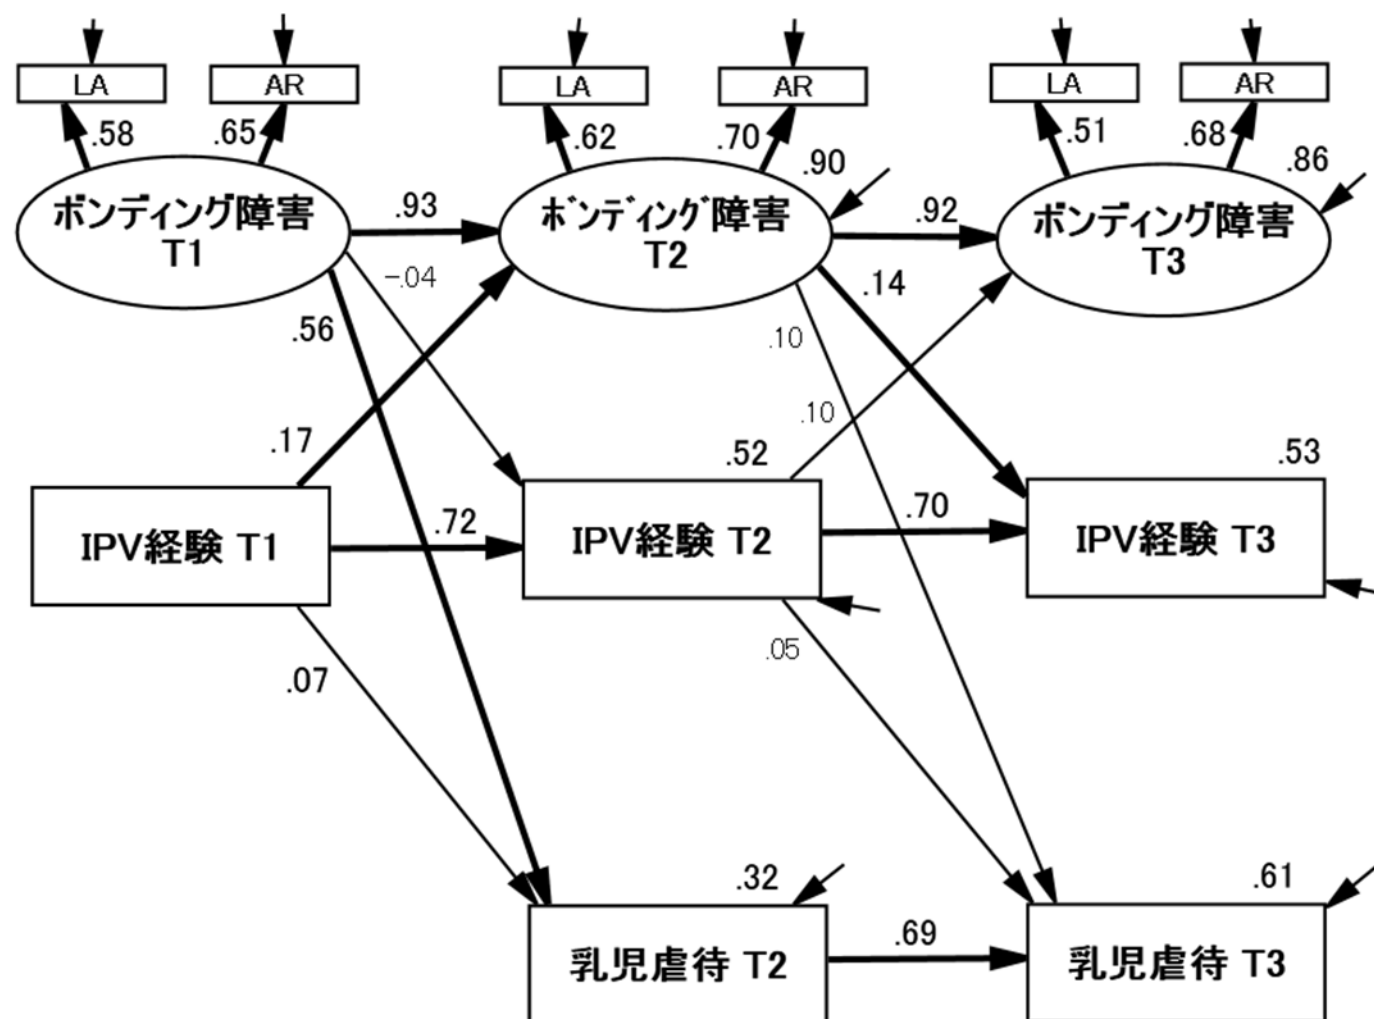 LA AR LA AR LA AR
.58 .65 .62 .70 .90 .51 .68 .86
ボンディング障害
T1
.93
ボンディング障害
T2
.92
ボンディング障害
T3
-.04
.14
.56
.10
.17
.10
.52
.53
IPV経験 T1
.72
IPV経験 T2
.70
IPV経験 T3
.07
.05
.32
.61
乳児虐待 T2
.69
乳児虐待 T3